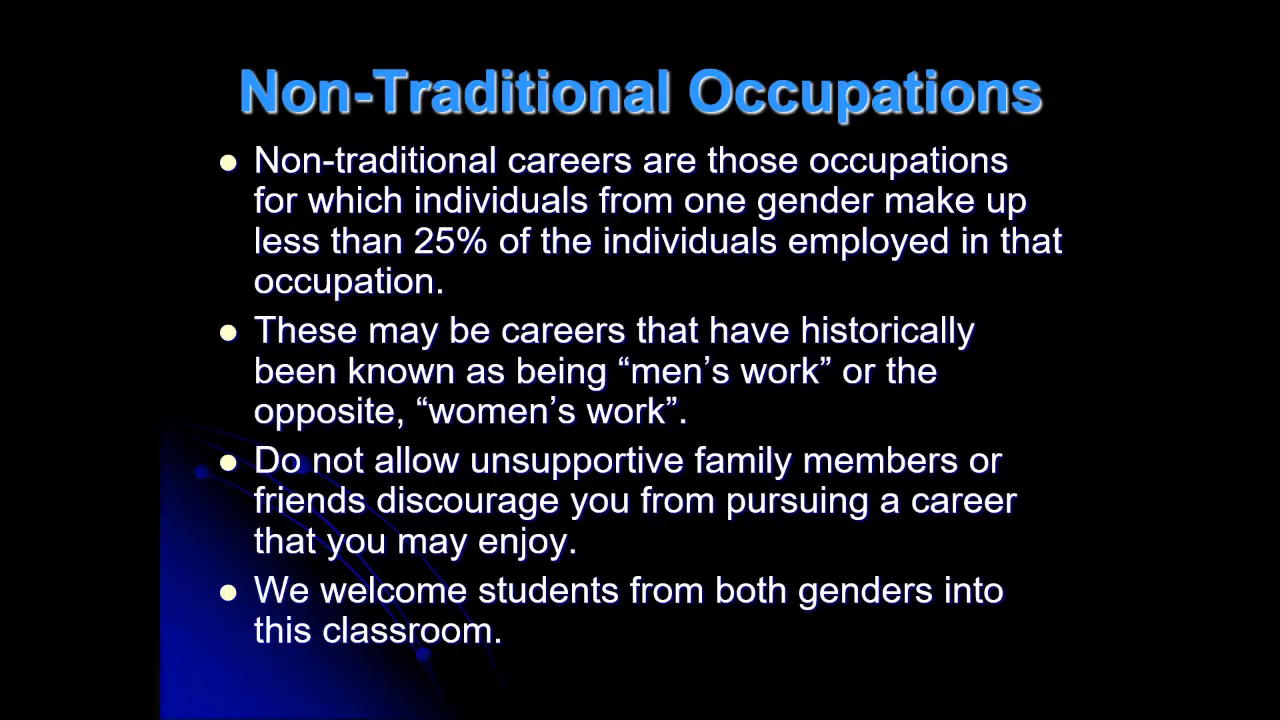 Non-Traditional Occupations
● Non-traditional careers are those occupations
for which individuals from one gender make up
less than 25% of the individuals employed in that
occupation.
● These may be careers that have historically
been known as being “men’s work” or the
opposite, “women’s work”.
● Do not allow unsupportive family members or
friends discourage you from pursuing a career
that you may enjoy.
● We welcome students from both genders into
this classroom.